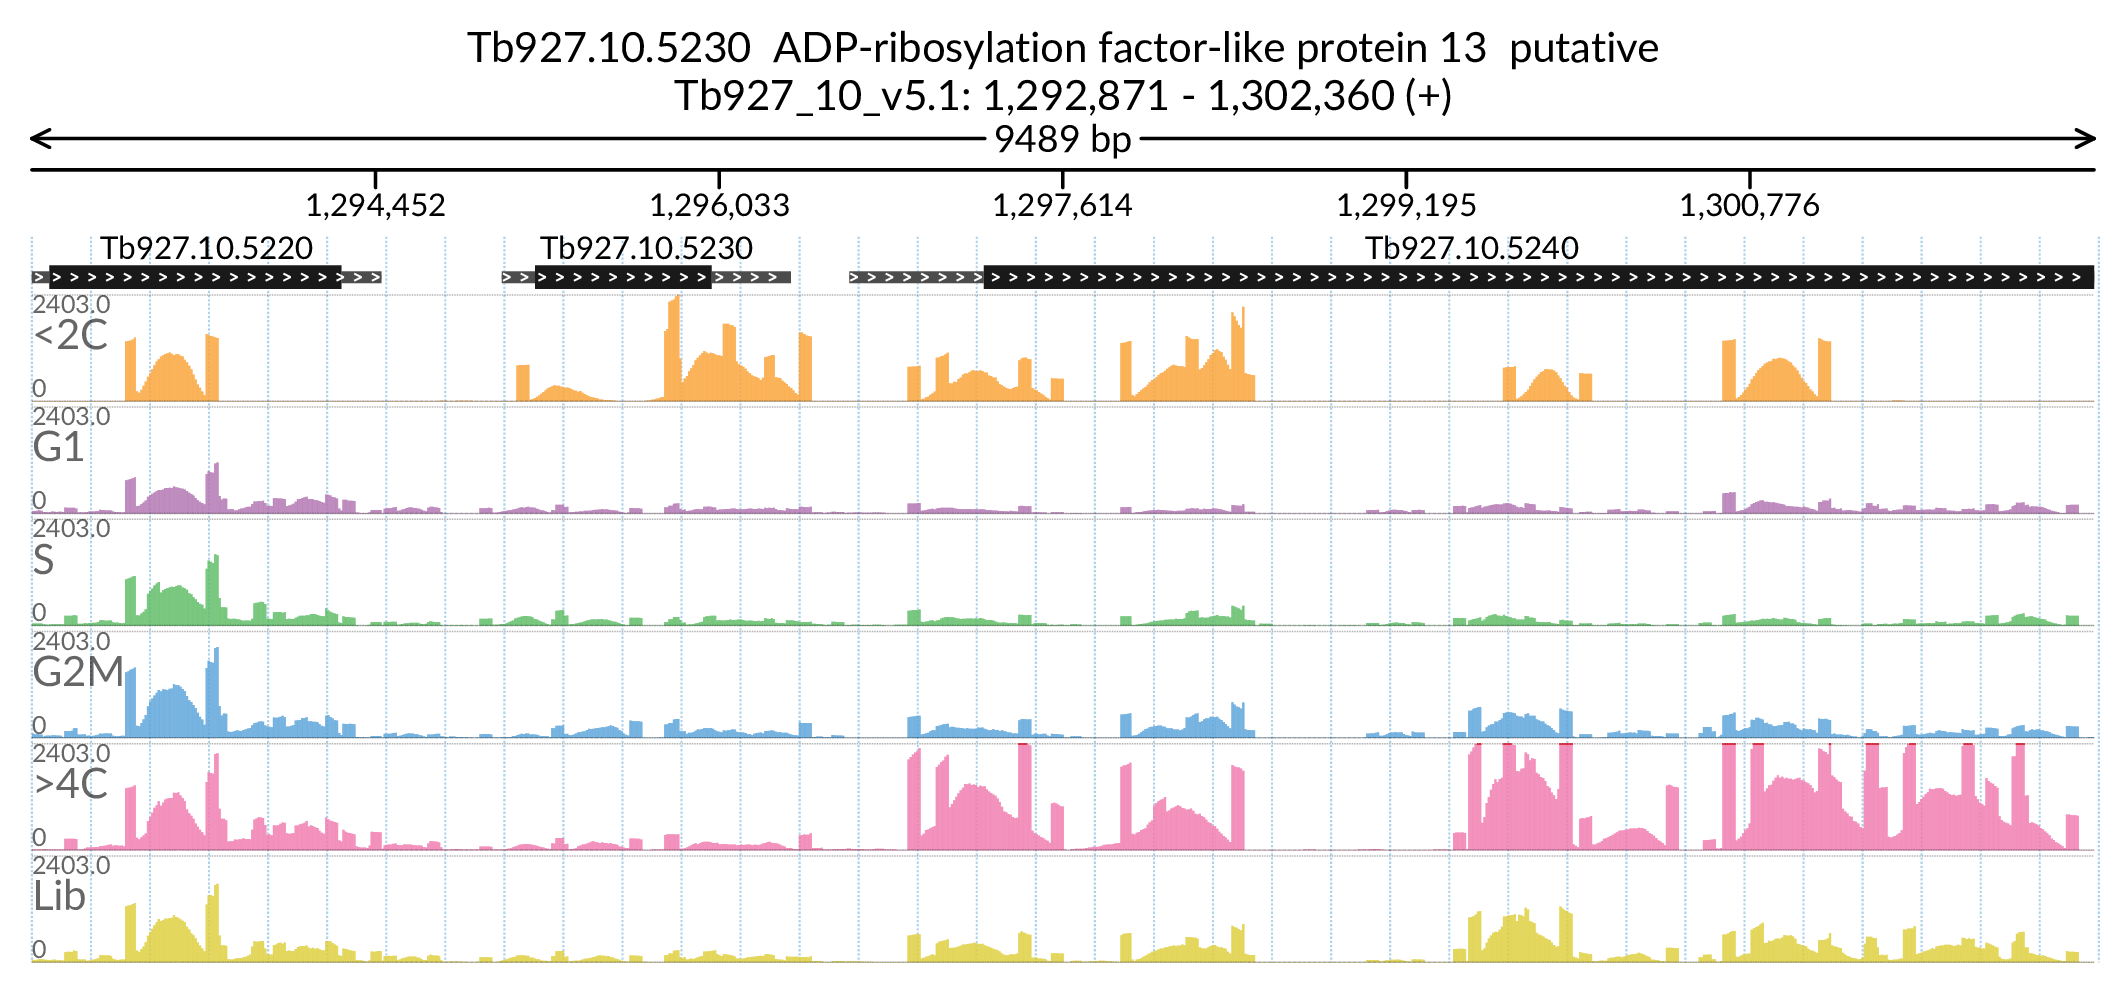 Tb927.10.5230 ADP-ribosylation factor-like protein 13 putative
Tb927_10_v5.1: 1,292,871 - 1,302,360 (+)
9489 bp
1,294,452 1,296,033 1,297,614 1,299,195 1,300,776
Tb927.10.5220 Tb927.10.5230 Tb927.10.5240
2403.0
<2C
0
2403.0
G1
0
2403.0
S
0
2403.0
G2M
0
2403.0
>4C
0
2403.0
Lib
0